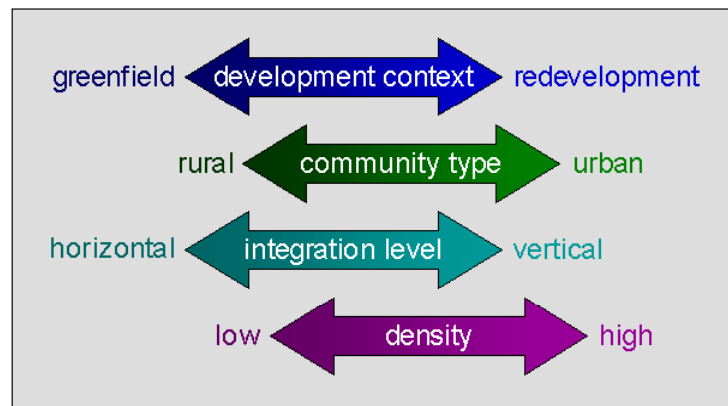 greenfield development context redevelopment
rural community type urban
horizontal integration level vertical
low density high